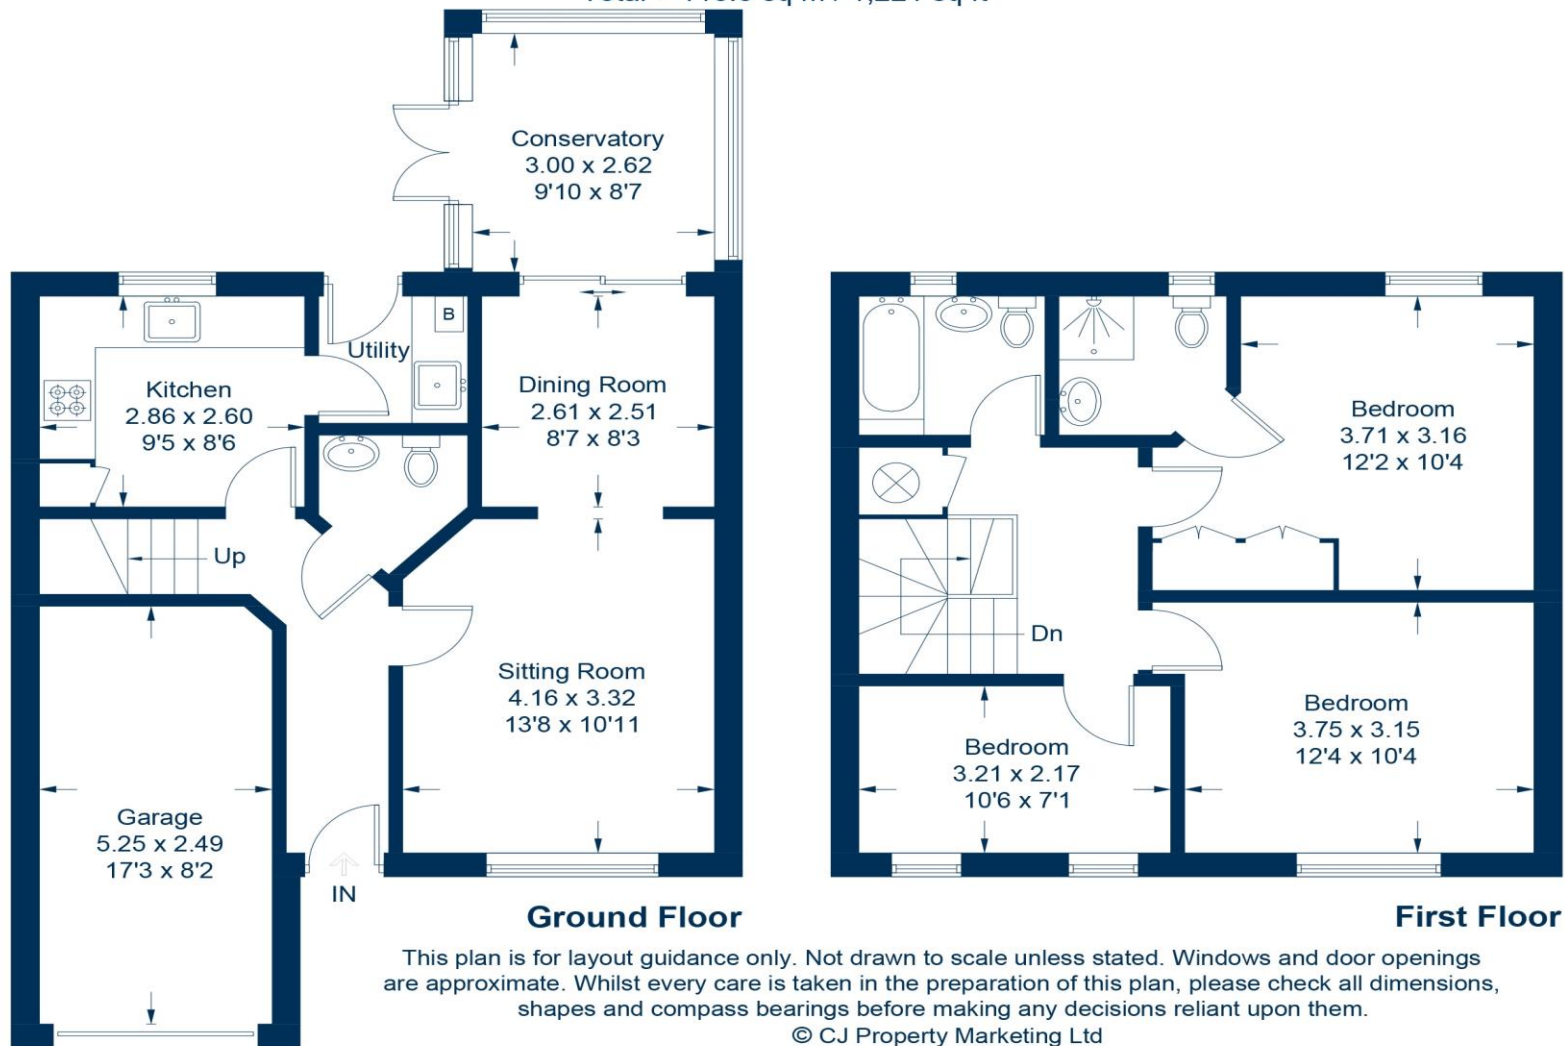 Conservatory
3.00 x 2.62
9'10 x 8'7
B
Utility
Kitchen
2.86 x 2.60
9'5 x 8'6
Dining Room
2.61 x 2.51
8'7 x 8'3
Up
Sitting Room
4.16 x 3.32
13'8 x 10'11
Garage
5.25 x 2.49
17'3 x 8'2
IN
Ground Floor
Bedroom
3.71 x 3.16
12'2 x 10'4
Dn
Bedroom
3.75 x 3.15
12'4 x 10'4
Bedroom
3.21 x 2.17
10'6 x 7'1
First Floor
This plan is for layout guidance only. Not drawn to scale unless stated. Windows and door openings
are approximate. Whilst every care is taken in the preparation of this plan, please check all dimensions,
shapes and compass bearings before making any decisions reliant upon them.
© CJ Property Marketing Ltd